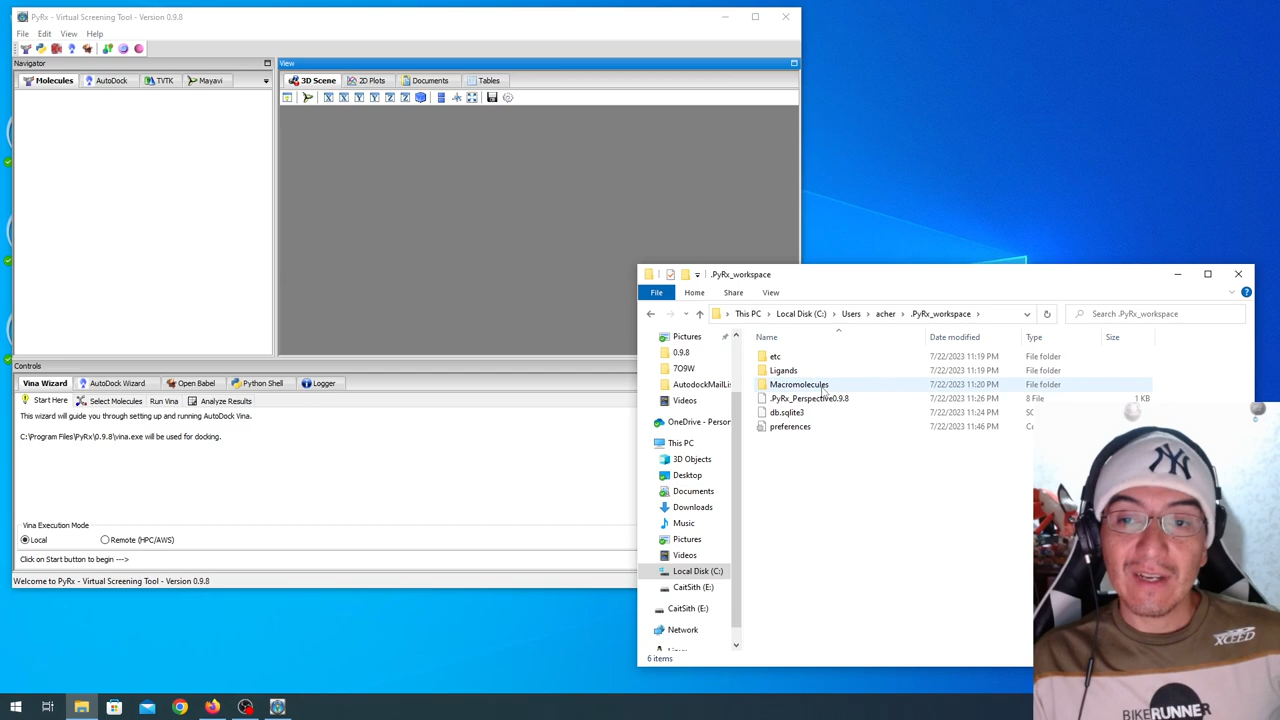 PyRx - Virtual Screening Tool - Version 0.9.8
File Edit View Help
Navigator
Molecules AutoDock TVTK Mayavi
View
3D Scene 2D Plots Documents Tables
Controls
Vina Wizard AutoDock Wizard Open Babel Python Shell Logger
Start Here Select Molecules Run Vina Analyze Results
This wizard will guide you through setting up and running AutoDock Vina.
C:\Program Files\PyRx\0.9.8\vina.exe will be used for docking.
Vina Execution Mode
Local Remote (HPC/AWS)
Click on Start button to begin --->
Welcome to PyRx - Virtual Screening Tool - Version 0.9.8
.PyRx_workspace
File Home Share View
This PC Local Disk (C:) Users acher .PyRx_workspace
Search .PyRx_workspace
Pictures
0.9.8
7O9W
AutodockMailLis
Videos
OneDrive - Person
This PC
3D Objects
Desktop
Documents
Downloads
Music
Pictures
Videos
Local Disk (C:)
CaitSith (E:)
CaitSith (E:)
Network
Name Date modified Type Size
etc 7/22/2023 11:19 PM File folder
Ligands 7/22/2023 11:19 PM File folder
Macromolecules 7/22/2023 11:20 PM File folder
.PyRx_Perspective0.9.8 7/22/2023 11:26 PM 8 File 1 KB
db.sqlite3 7/22/2023 11:24 PM
preferences 7/22/2023 11:46 PM
6 items
XCEED
BIKERUNNER